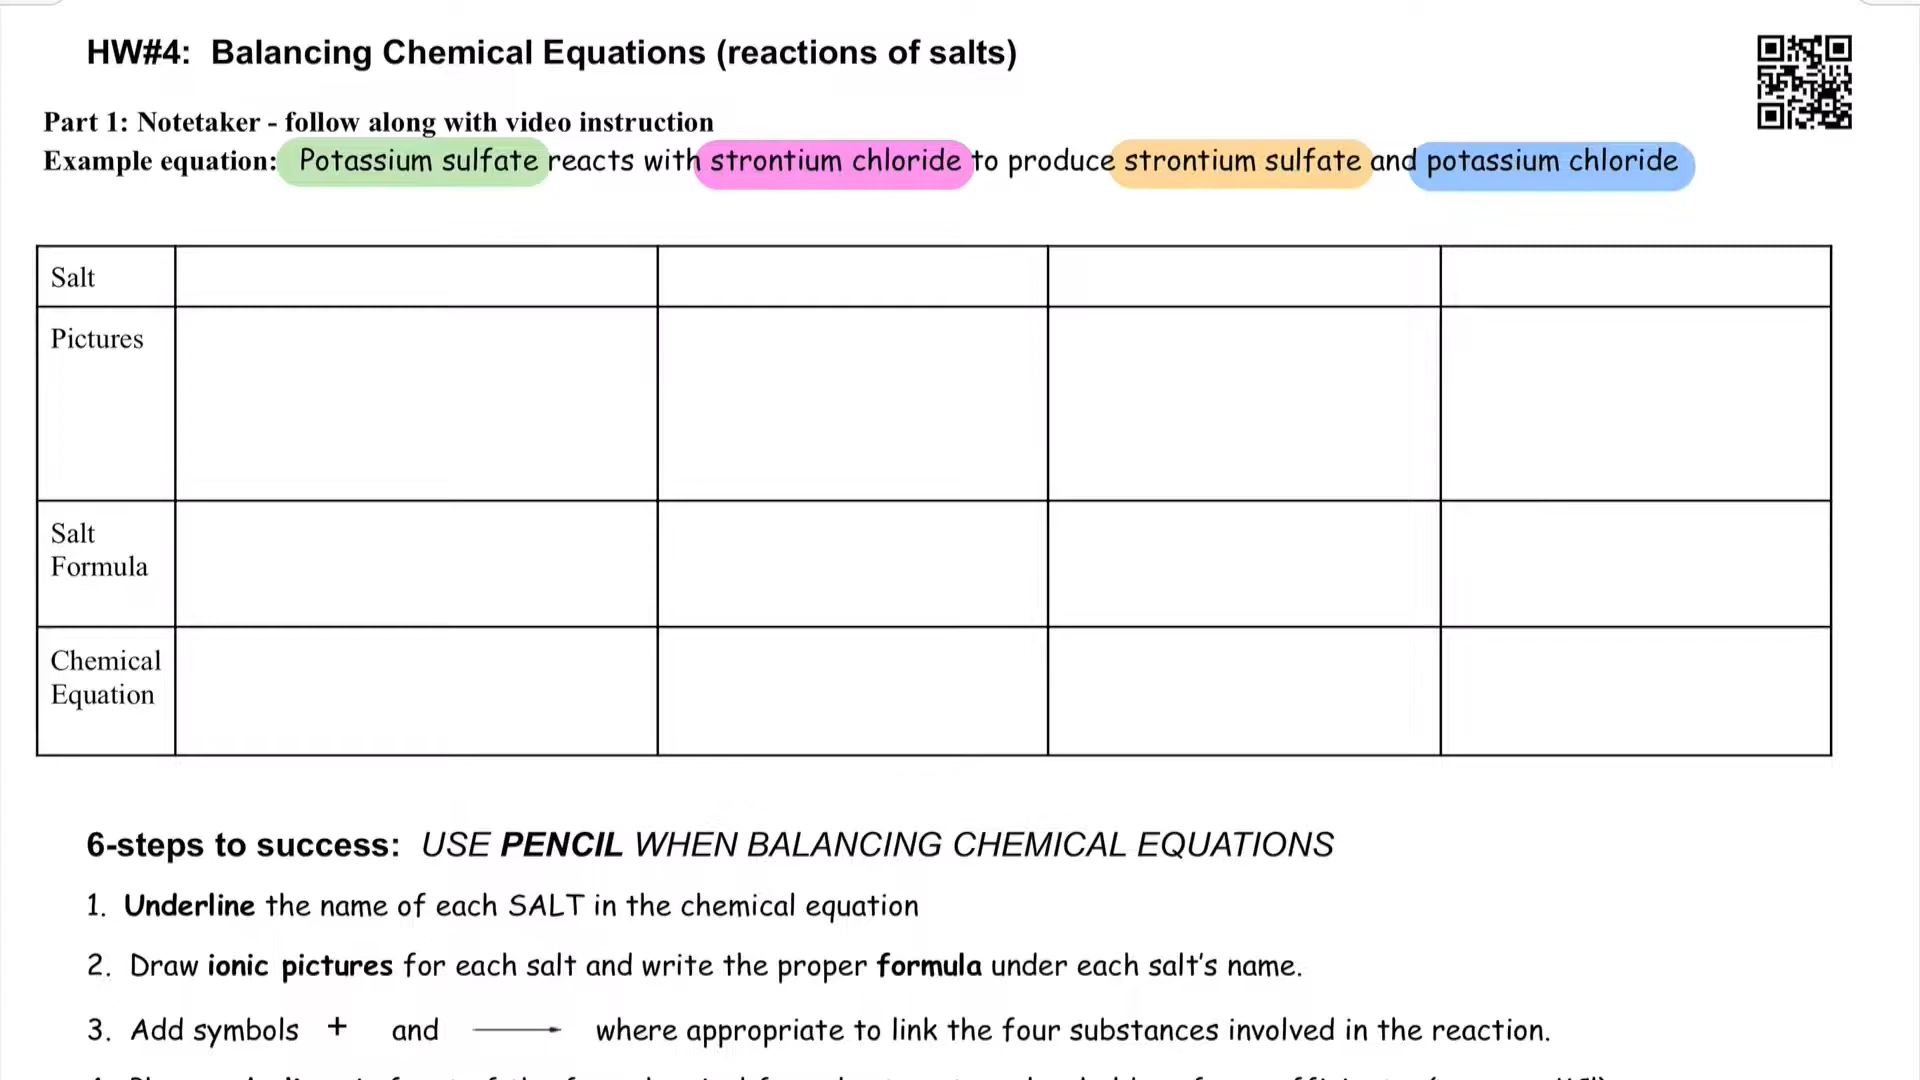 HW#4: Balancing Chemical Equations (reactions of salts)
Part 1: Notetaker - follow along with video instruction
Example equation: Potassium sulfate reacts with strontium chloride to produce strontium sulfate and potassium chloride
Salt
Pictures
Salt
Formula
Chemical
Equation
6-steps to success: USE PENCIL WHEN BALANCING CHEMICAL EQUATIONS
1. Underline the name of each SALT in the chemical equation
2. Draw ionic pictures for each salt and write the proper formula under each salt's name.
3. Add symbols + and ⟶ where appropriate to link the four substances involved in the reaction.